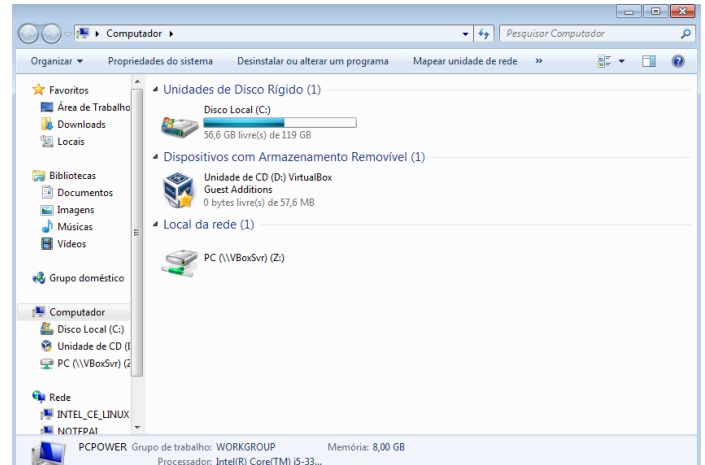 Computador
Pesquisar Computador
Organizar
Propriedades do sistema
Desinstalar ou alterar um programa
Mapear unidade de rede
»
Favoritos
Área de Trabalho
Downloads
Locais
Bibliotecas
Documentos
Imagens
Músicas
Vídeos
Grupo doméstico
Computador
Disco Local (C:)
Unidade de CD (
PC (\\VBoxSvr) (Z
Rede
INTEL_CE_LINUX
NOTEPAI
Unidades de Disco Rígido (1)
Disco Local (C:)
56,6 GB livre(s) de 119 GB
Dispositivos com Armazenamento Removível (1)
Unidade de CD (D:) VirtualBox
Guest Additions
0 bytes livre(s) de 57,6 MB
Local da rede (1)
PC (\\VBoxSvr) (Z:)
PCPOWER Grupo de trabalho: WORKGROUP Memória: 8,00 GB
Processador: Intel(R) Core(TM) i5-33...